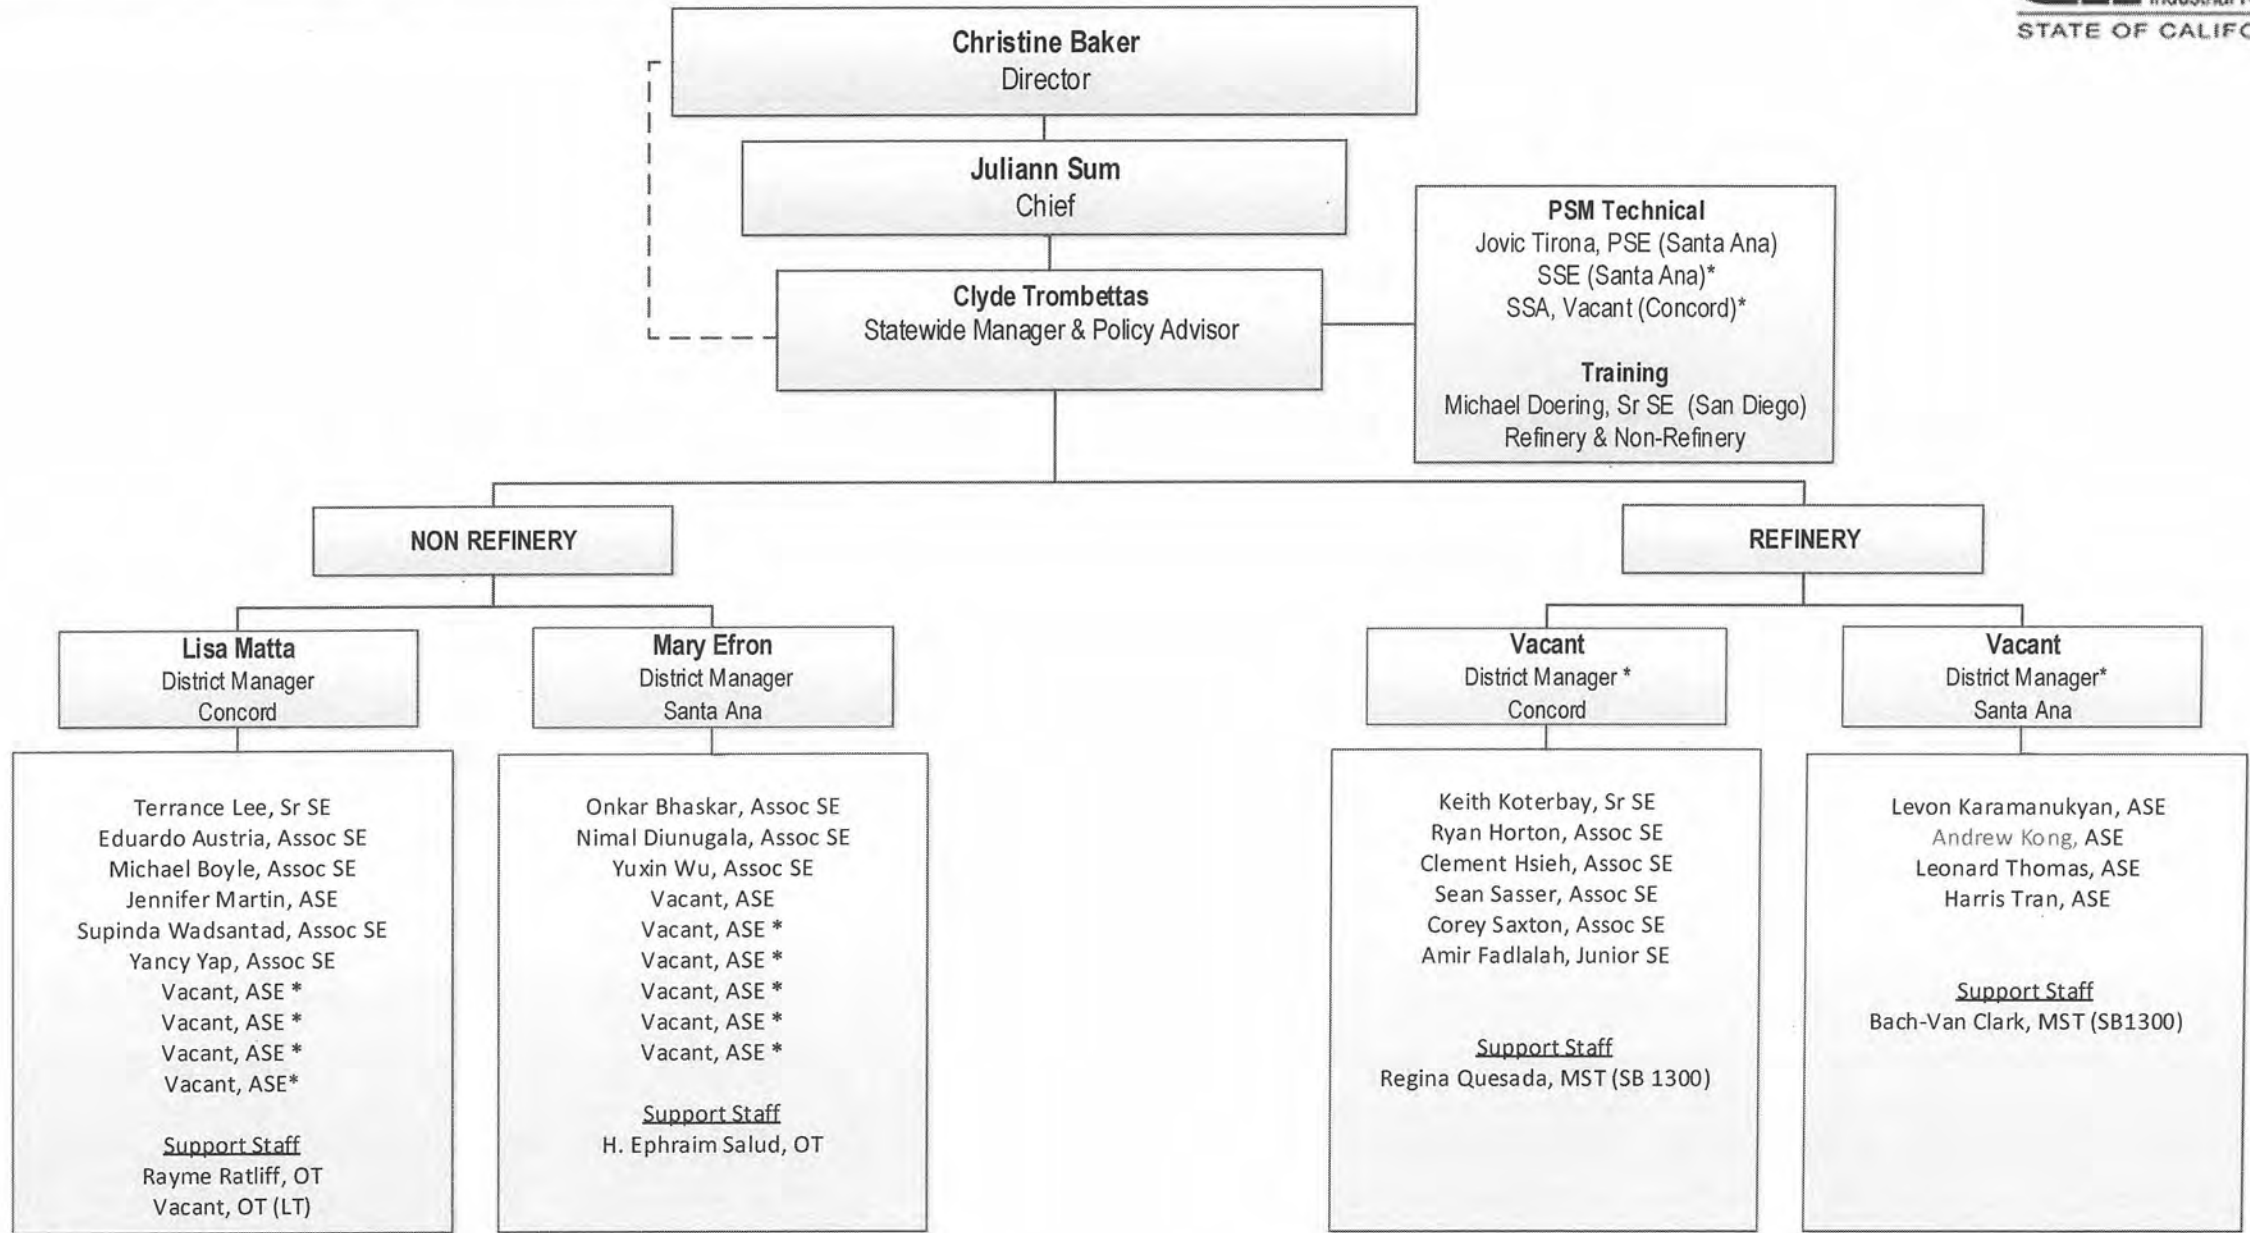 STATE OF
Christine Baker
Director
Juliann Sum
Chief
PSM Technical
Jovic Tirona, PSE (Santa Ana)
SSE (Santa Ana)*
SSA, Vacant (Concord)*
Training
Michael Doering, Sr SE (San Diego)
Refinery & Non-Refinery
Clyde Trombettas
Statewide Manager & Policy Advisor
NON REFINERY
REFINERY
Lisa Matta
District Manager
Concord
Mary Efron
District Manager
Santa Ana
Vacant
District Manager *
Concord
Vacant
District Manager*
Santa Ana
Terrance Lee, Sr SE
Eduardo Austria, Assoc SE
Michael Boyle, Assoc SE
Jennifer Martin, ASE
Supinda Wadsantad, Assoc SE
Yancy Yap, Assoc SE
Vacant, ASE *
Vacant, ASE *
Vacant, ASE *
Vacant, ASE*
Support Staff
Rayme Ratliff, OT
Vacant, OT (LT)
Onkar Bhaskar, Assoc SE
Nimal Diunugala, Assoc SE
Yuxin Wu, Assoc SE
Vacant, ASE
Vacant, ASE *
Vacant, ASE *
Vacant, ASE *
Vacant, ASE *
Vacant, ASE *
Support Staff
H. Ephraim Salud, OT
Keith Koterbay, Sr SE
Ryan Horton, Assoc SE
Clement Hsieh, Assoc SE
Sean Sasser, Assoc SE
Corey Saxton, Assoc SE
Amir Fadlalah, Junior SE
Support Staff
Regina Quesada, MST (SB 1300)
Levon Karamanukyan, ASE
Andrew Kong, ASE
Leonard Thomas, ASE
Harris Tran, ASE
Support Staff
Bach-Van Clark, MST (SB1300)